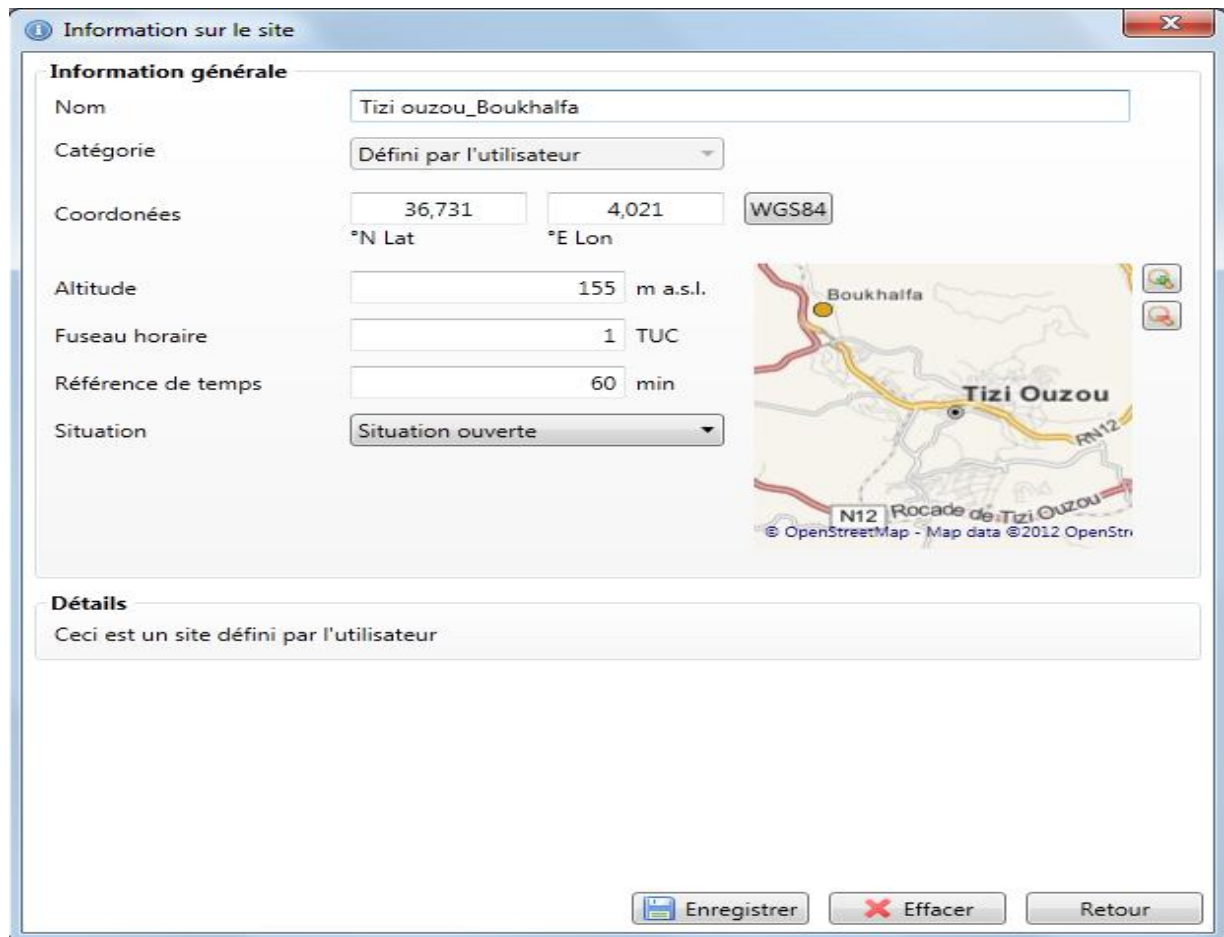 Information sur le site
Information générale
Nom
Tizi ouzou_Boukhalfa
Catégorie
Défini par l'utilisateur
Coordonées
36,731
4,021
WGS84
°N Lat
°E Lon
Altitude
155 m a.s.l.
Fuseau horaire
1 TUC
Référence de temps
60 min
Situation
Situation ouverte
Boukhalfa
Tizi Ouzou
RN12
N12
Rocade de Tizi Ouzou
© OpenStreetMap - Map data ©2012 OpenStr
Détails
Ceci est un site défini par l'utilisateur
Enregistrer
Effacer
Retour